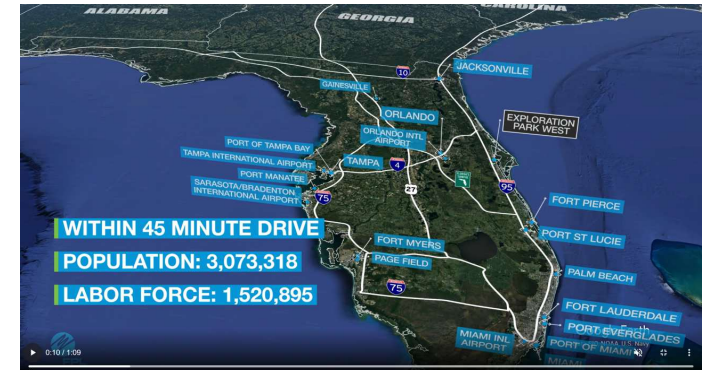 ALABAMA
GEORGIA
CAROLINA
10
JACKSONVILLE
GAINESVILLE
ORLANDO
EXPLORATION
PARK WEST
ORLANDO INTL
AIRPORT
PORT OF TAMPA BAY
TAMPA INTERNATIONAL AIRPORT
TAMPA
4
PORT MANATEE
SARASOTA/BRADENTON
INTERNATIONAL AIRPORT
75
27
95
FORT PIERCE
PORT ST LUCIE
WITHIN 45 MINUTE DRIVE
POPULATION: 3,073,318
LABOR FORCE: 1,520,895
FORT MYERS
PAGE FIELD
75
PALM BEACH
FORT LAUDERDALE
PORT EVERGLADES
MIAMI INL
AIRPORT
PORT OF MIAMI
MIAMI
0:10 / 1:09